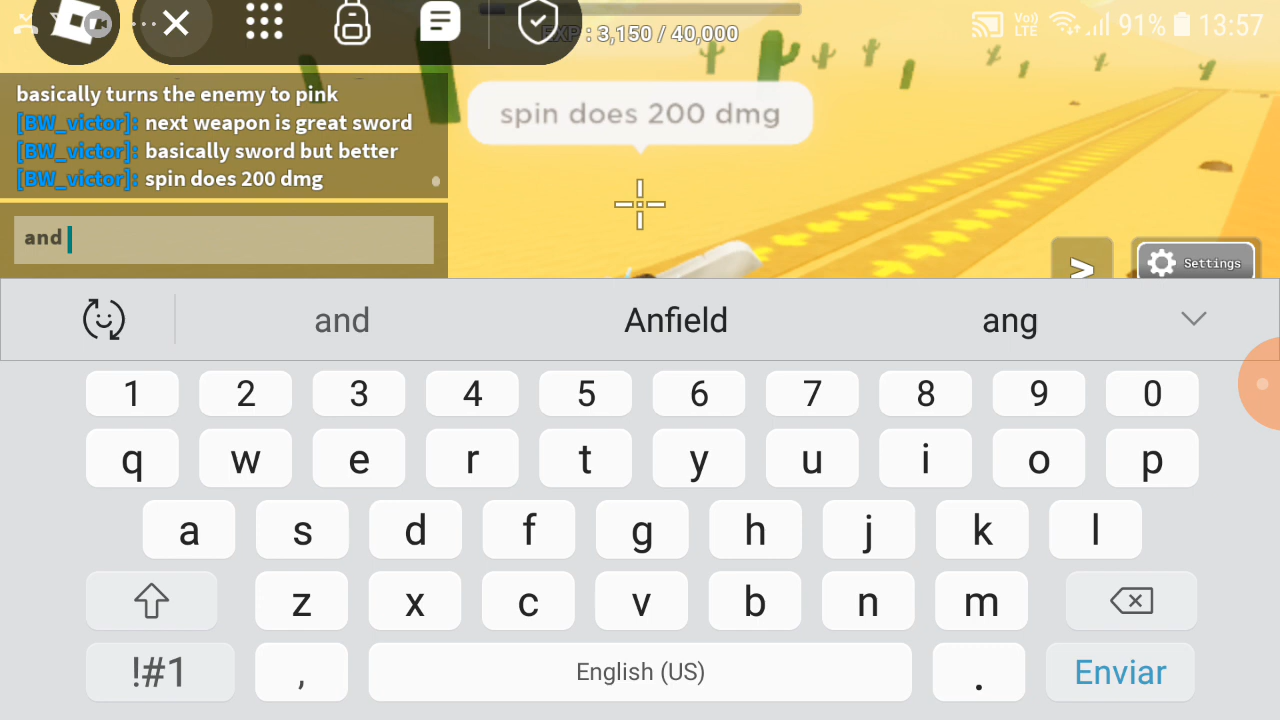 EXP : 3,150 / 40,000
Vo))
LTE
91%
13:57
basically turns the enemy to pink
[BW_victor]: next weapon is great sword
[BW_victor]: basically sword but better
[BW_victor]: spin does 200 dmg
spin does 200 dmg
and
>
Settings
and Anfield ang
1 2 3 4 5 6 7 8 9 0
q w e r t y u i o p
a s d f g h j k l
z x c v b n m
!#1 , English (US) . Enviar